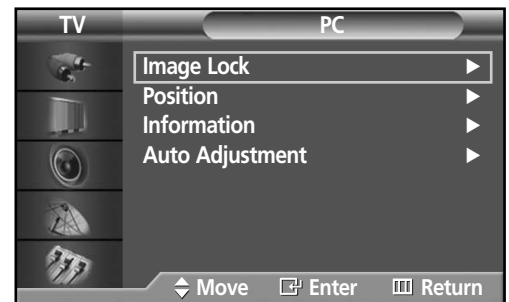 TV PC
Image Lock ▶
Position ▶
Information ▶
Auto Adjustment ▶
Move Enter Return